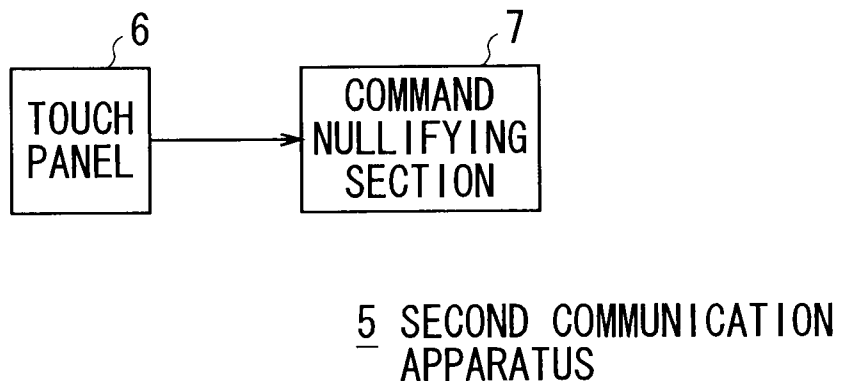 6
7
TOUCH
PANEL
COMMAND
NULLIFYING
SECTION
5 SECOND COMMUNICATION
APPARATUS